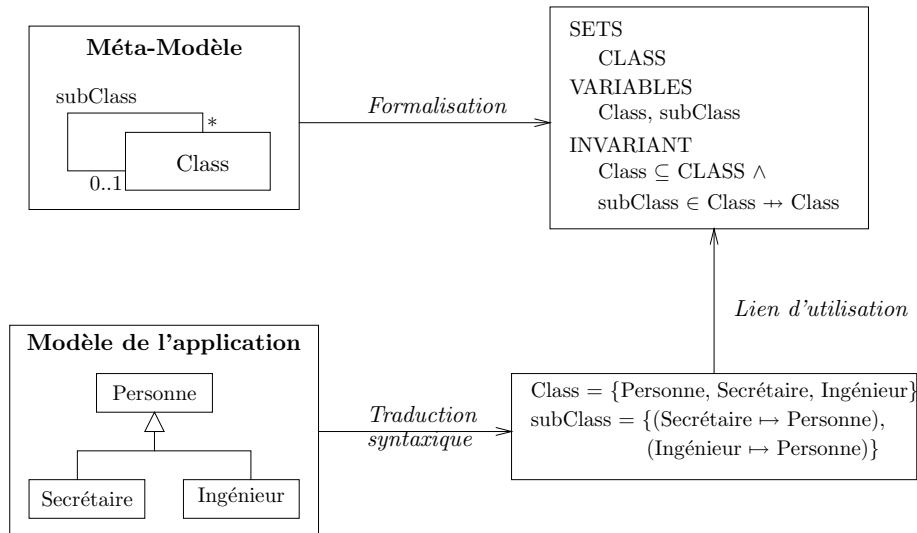 Méta-Modèle
subClass
*
Class
0..1
Formalisation
SETS
CLASS
VARIABLES
Class, subClass
INVARIANT
Class ⊆ CLASS ∧
subClass ∈ Class ⇸ Class
Lien d'utilisation
Modèle de l'application
Personne
Secrétaire
Ingénieur
Traduction
syntaxique
Class = {Personne, Secrétaire, Ingénieur}
subClass = {(Secrétaire ↦ Personne),
(Ingénieur ↦ Personne)}